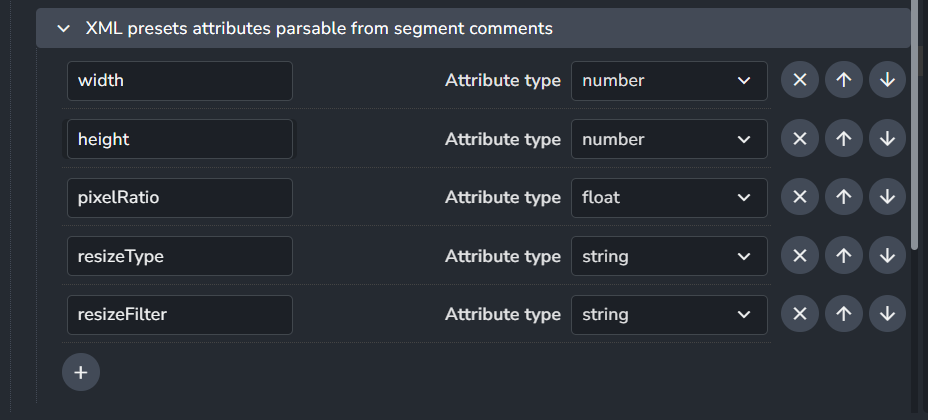 XML presets attributes parsable from segment comments
width Attribute type number
height Attribute type number
pixelRatio Attribute type float
resizeType Attribute type string
resizeFilter Attribute type string